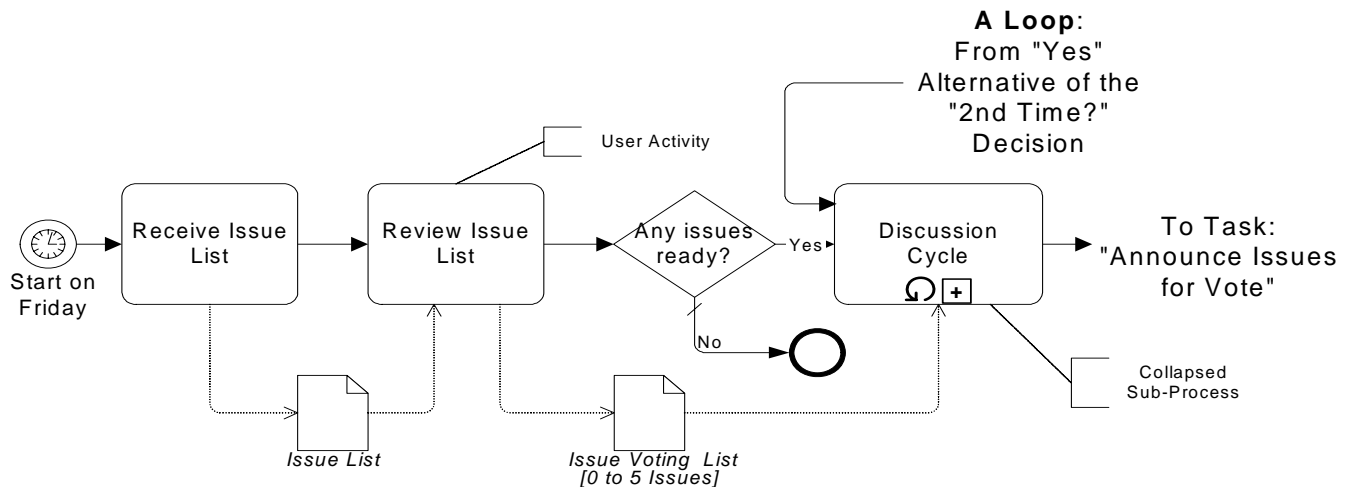 A Loop:
From "Yes"
Alternative of the
"2nd Time?"
Decision
User Activity
Receive Issue
List
Review Issue
List
Any issues
ready?
Yes
Discussion
Cycle
To Task:
"Announce Issues
for Vote"
Start on
Friday
No
Collapsed
Sub-Process
Issue List
Issue Voting List
[0 to 5 Issues]